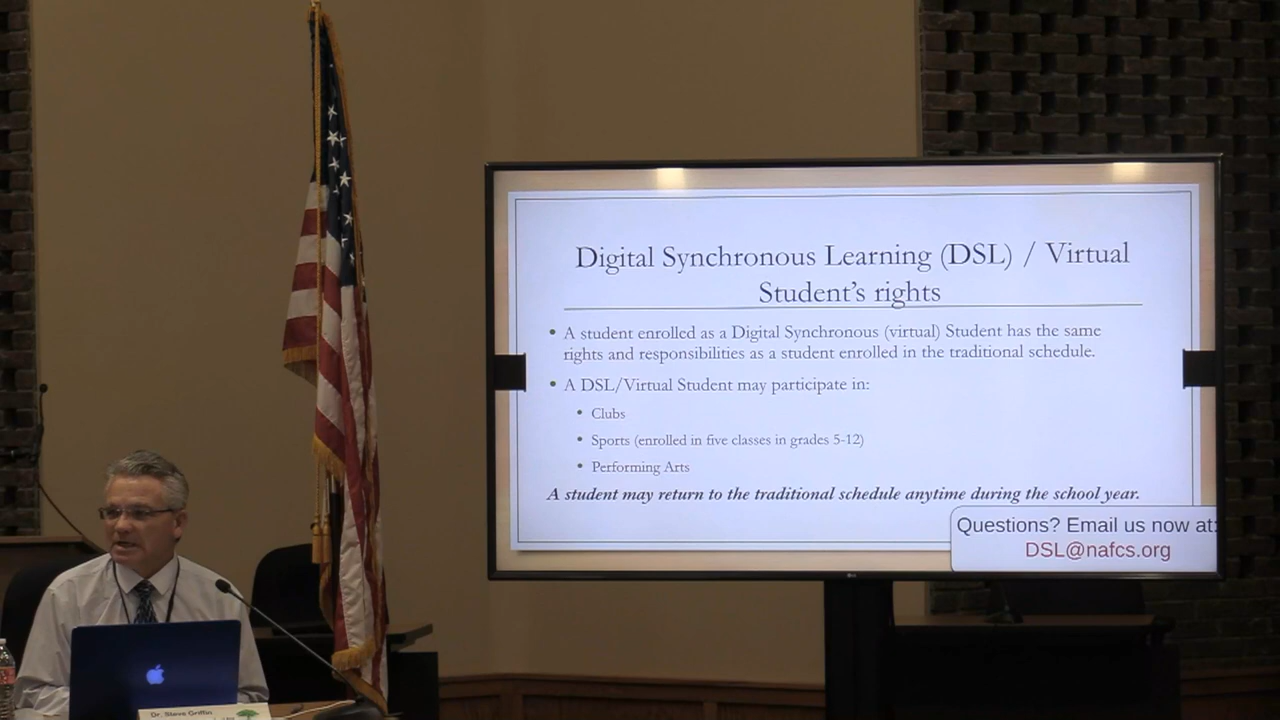 Digital Synchronous Learning (DSL) / Virtual
Student's rights
• A student enrolled as a Digital Synchronous (virtual) Student has the same
rights and responsibilities as a student enrolled in the traditional schedule.
• A DSL/Virtual Student may participate in:
• Clubs
• Sports (enrolled in five classes in grades 5-12)
• Performing Arts
A student may return to the traditional schedule anytime during the school year.
Questions? Email us now at:
DSL@nafcs.org
Dr. Steve Griffin